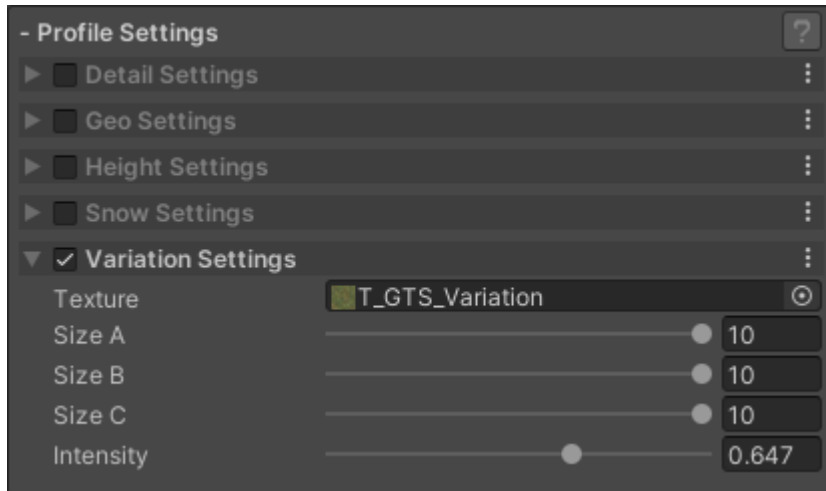 - Profile Settings ?
Detail Settings
Geo Settings
Height Settings
Snow Settings
Variation Settings
Texture T_GTS_Variation
Size A 10
Size B 10
Size C 10
Intensity 0.647